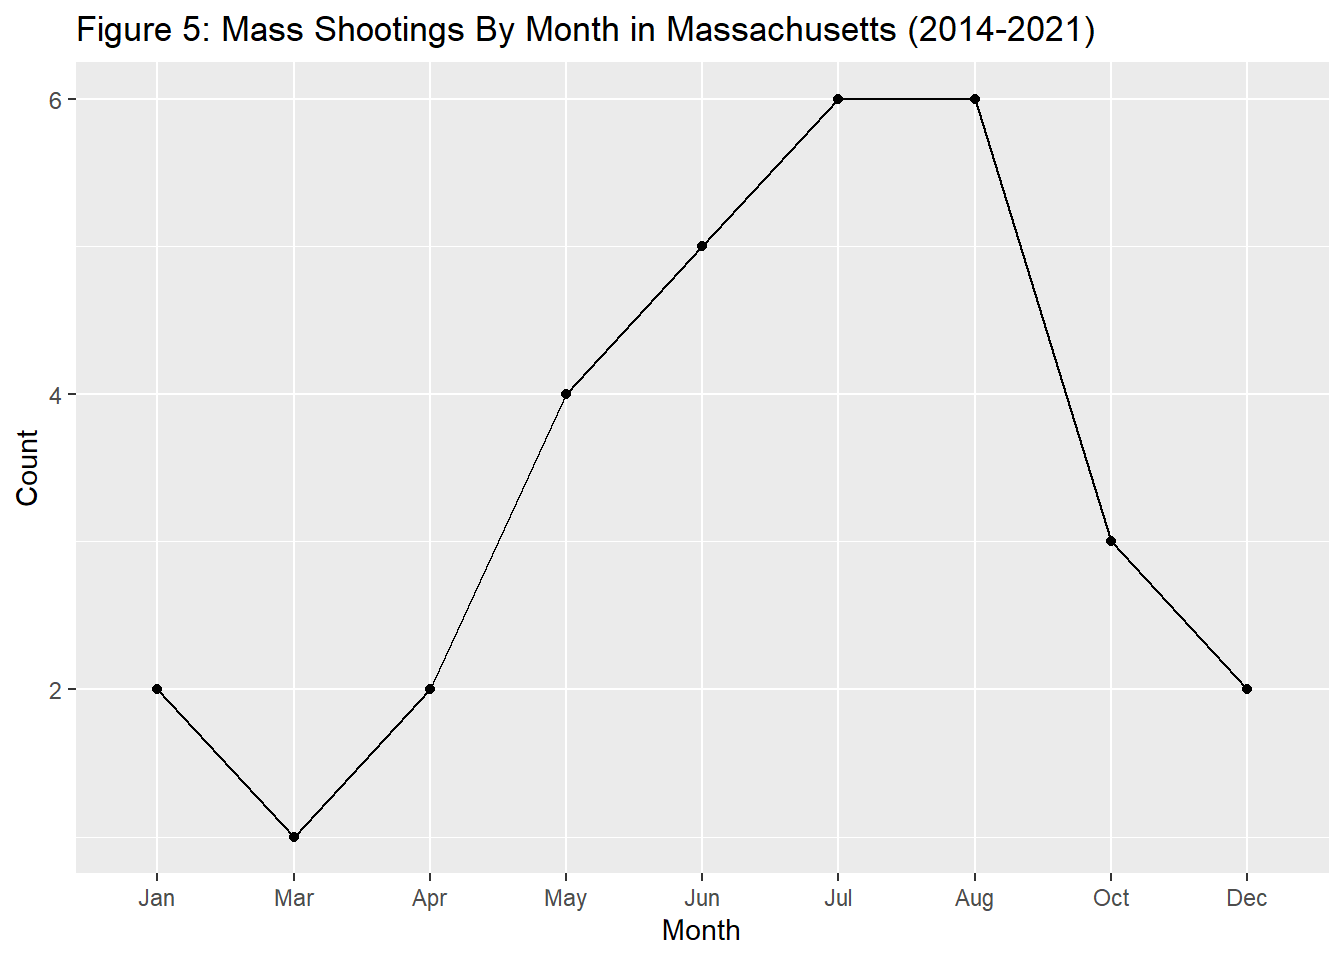 Figure 5: Mass Shootings By Month in Massachusetts (2014-2021)
6
4
2
Count
Jan Mar Apr May Jun Jul Aug Oct Dec
Month